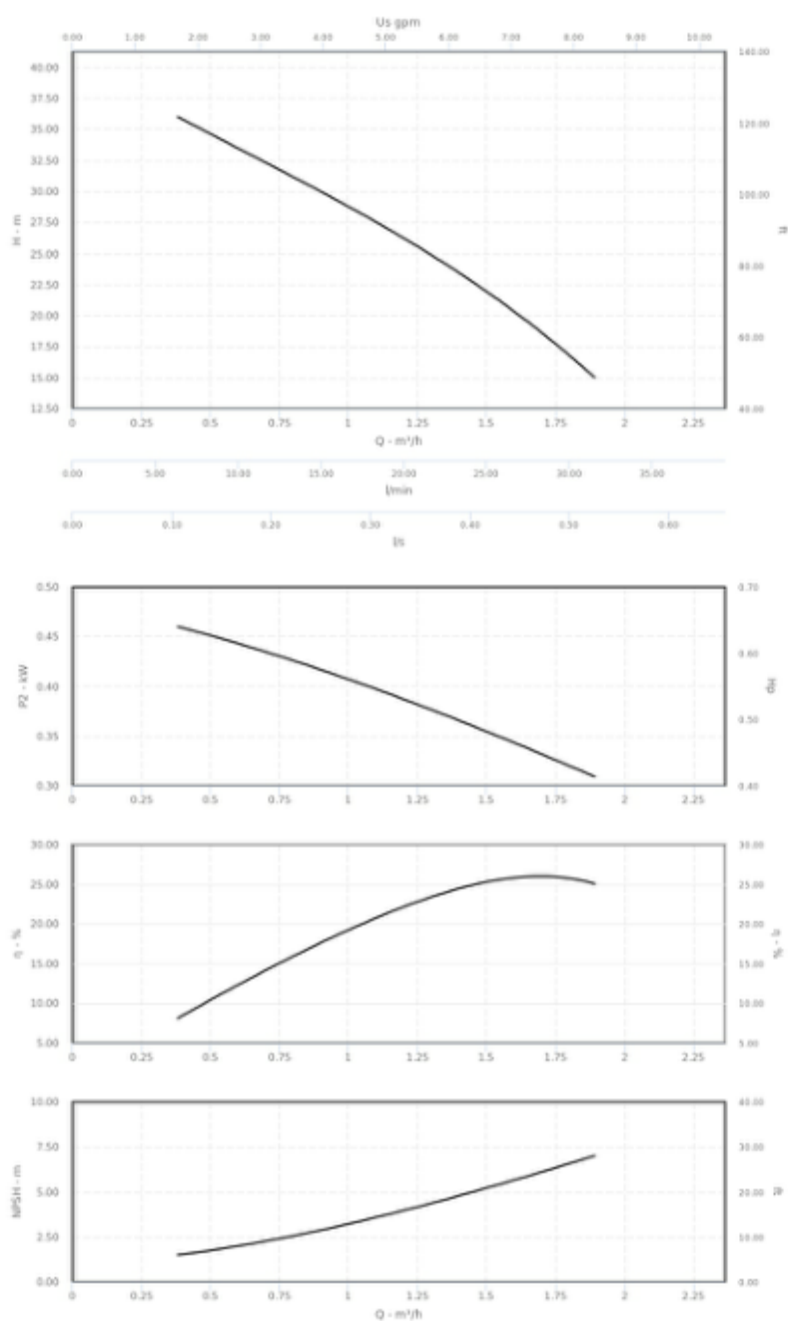 Us gpm
0.00 1.00 2.00 3.00 4.00 5.00 6.00 7.00 8.00 9.00 10.00
40.00 37.50 35.00 32.50 30.00 27.50 25.00 22.50 20.00 17.50 15.00 12.50
H - m
140.00 120.00 100.00 80.00 60.00 40.00
ft
0 0.25 0.5 0.75 1 1.25 1.5 1.75 2 2.25
Q - m³/h
0.00 5.00 10.00 15.00 20.00 25.00 30.00 35.00
l/min
0.00 0.10 0.20 0.30 0.40 0.50 0.60
l/s
0.50 0.45 0.40 0.35 0.30
P2 - kW
0.70 0.60 0.50 0.40
Hp
0 0.25 0.5 0.75 1 1.25 1.5 1.75 2 2.25
30.00 25.00 20.00 15.00 10.00 5.00
η - %
30.00 25.00 20.00 15.00 10.00 5.00
η - %
0 0.25 0.5 0.75 1 1.25 1.5 1.75 2 2.25
10.00 7.50 5.00 2.50 0.00
NPSH - m
40.00 30.00 20.00 10.00 0.00
ft
0 0.25 0.5 0.75 1 1.25 1.5 1.75 2 2.25
Q - m³/h